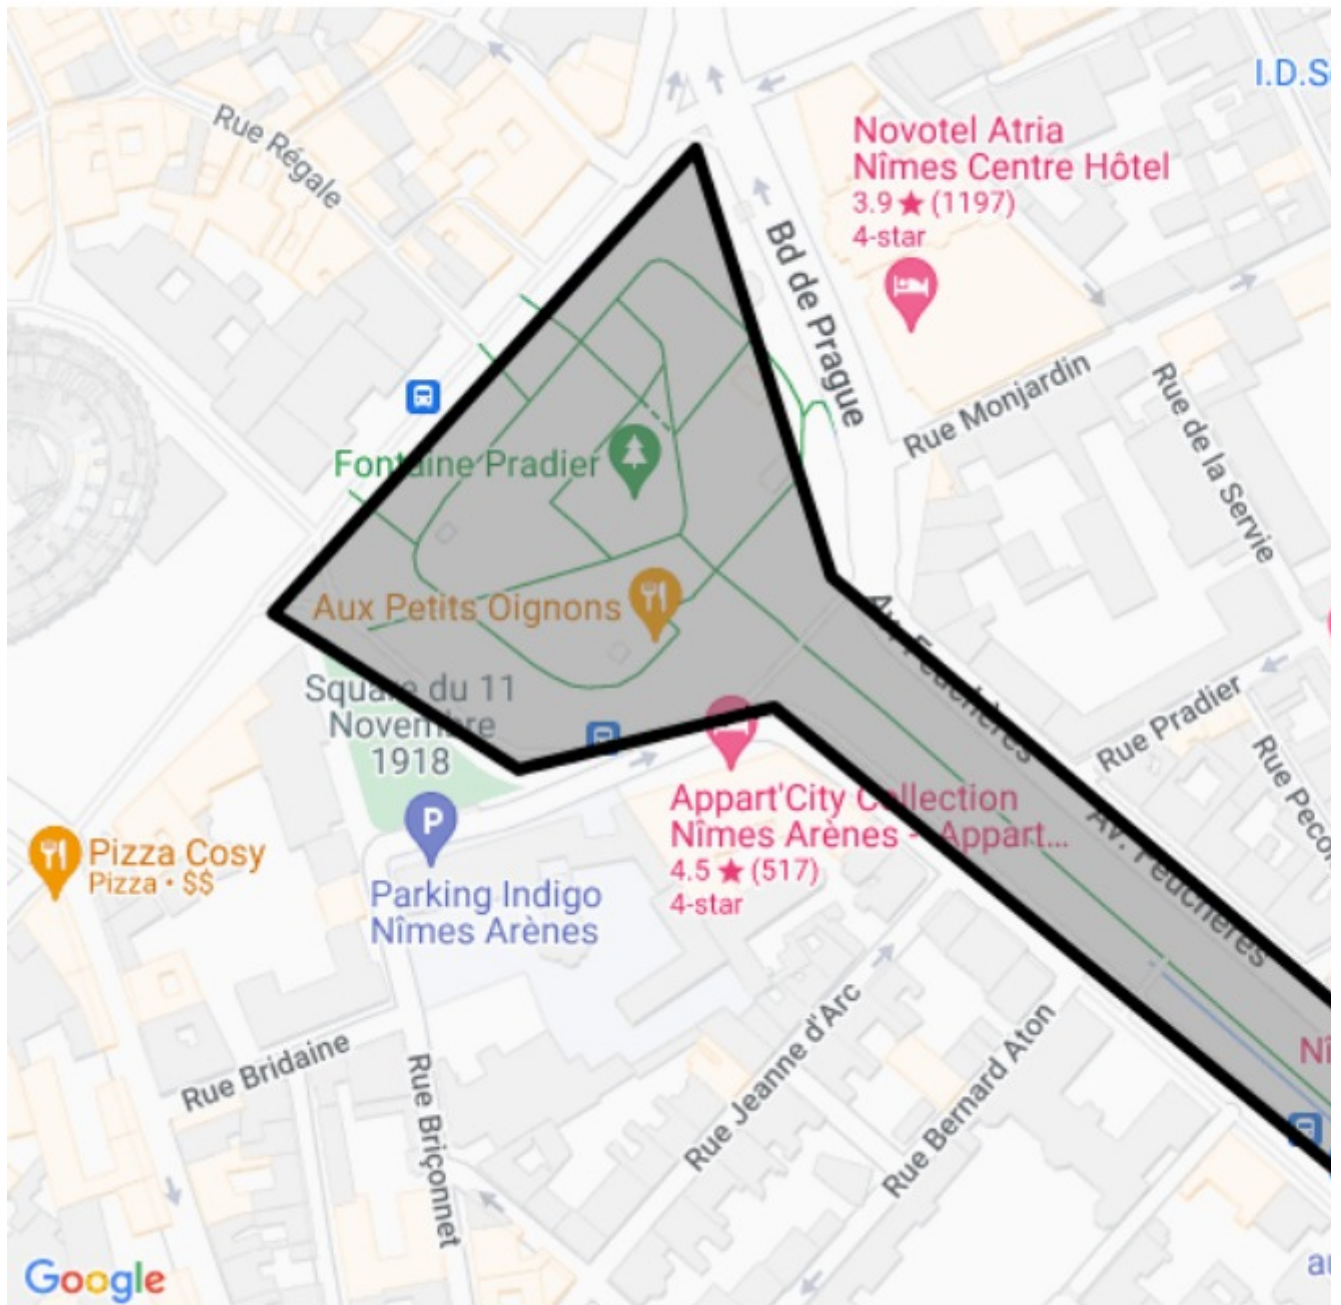 I.D.S
Rue Régale
Novotel Atria
Nîmes Centre Hôtel
3.9 ★ (1197)
4-star
Bd de Prague
Rue Monjardin
Rue de la Servie
Fontaine Pradier
Aux Petits Oignons
Av. Feuchères
Square du 11
Novembre
1918
Rue Pradier
Appart'City Collection
Nîmes Arènes - Appart...
4.5 ★ (517)
4-star
Av. Feuchères
P
Pizza Cosy
Pizza • $$
Parking Indigo
Nîmes Arènes
Rue Jeanne d'Arc
Rue Bernard Aton
Rue Bridaine
Rue Briçonnet
Google